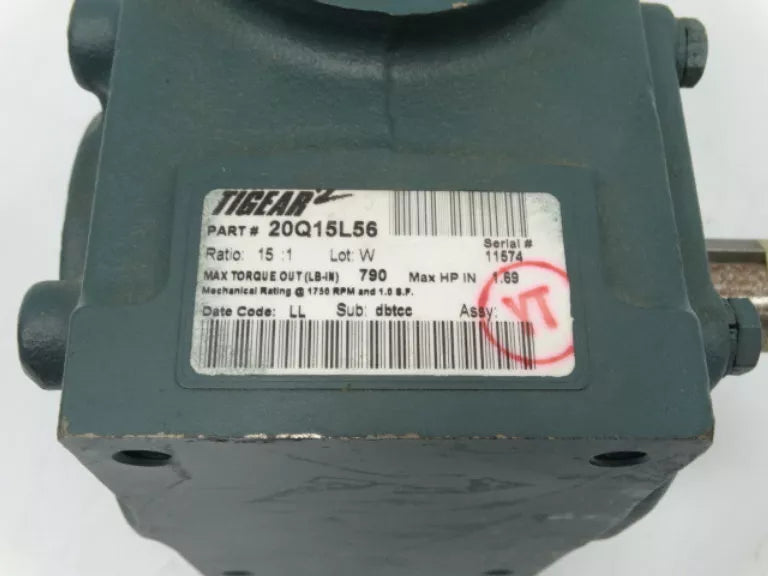 TIGEAR 2
PART # 20Q15L56
Serial #
Ratio: 15 :1 Lot: W 11574
MAX TORQUE OUT (LB-IN) 790 Max HP IN 1.69
Mechanical Rating @ 1750 RPM and 1.0 S.F.
Date Code: LL Sub: dbtcc Assy:
YT